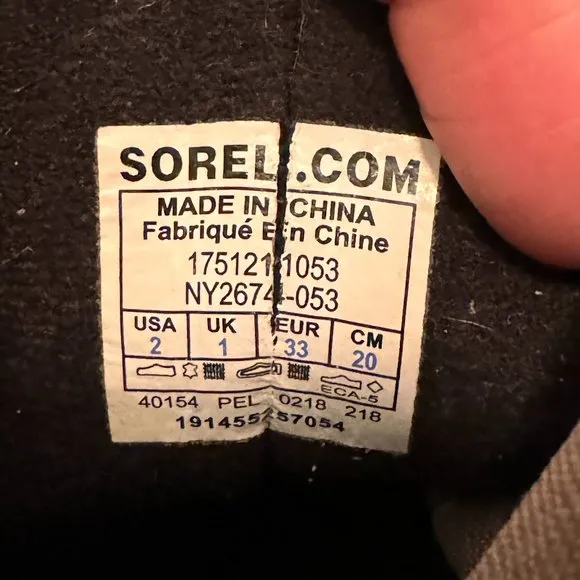 SOREL.COM
MADE IN CHINA
Fabriqué En Chine
1751211053
NY2674-053
USA UK EUR CM
2 1 33 20
ECA-5
40154 PEL 0218 218